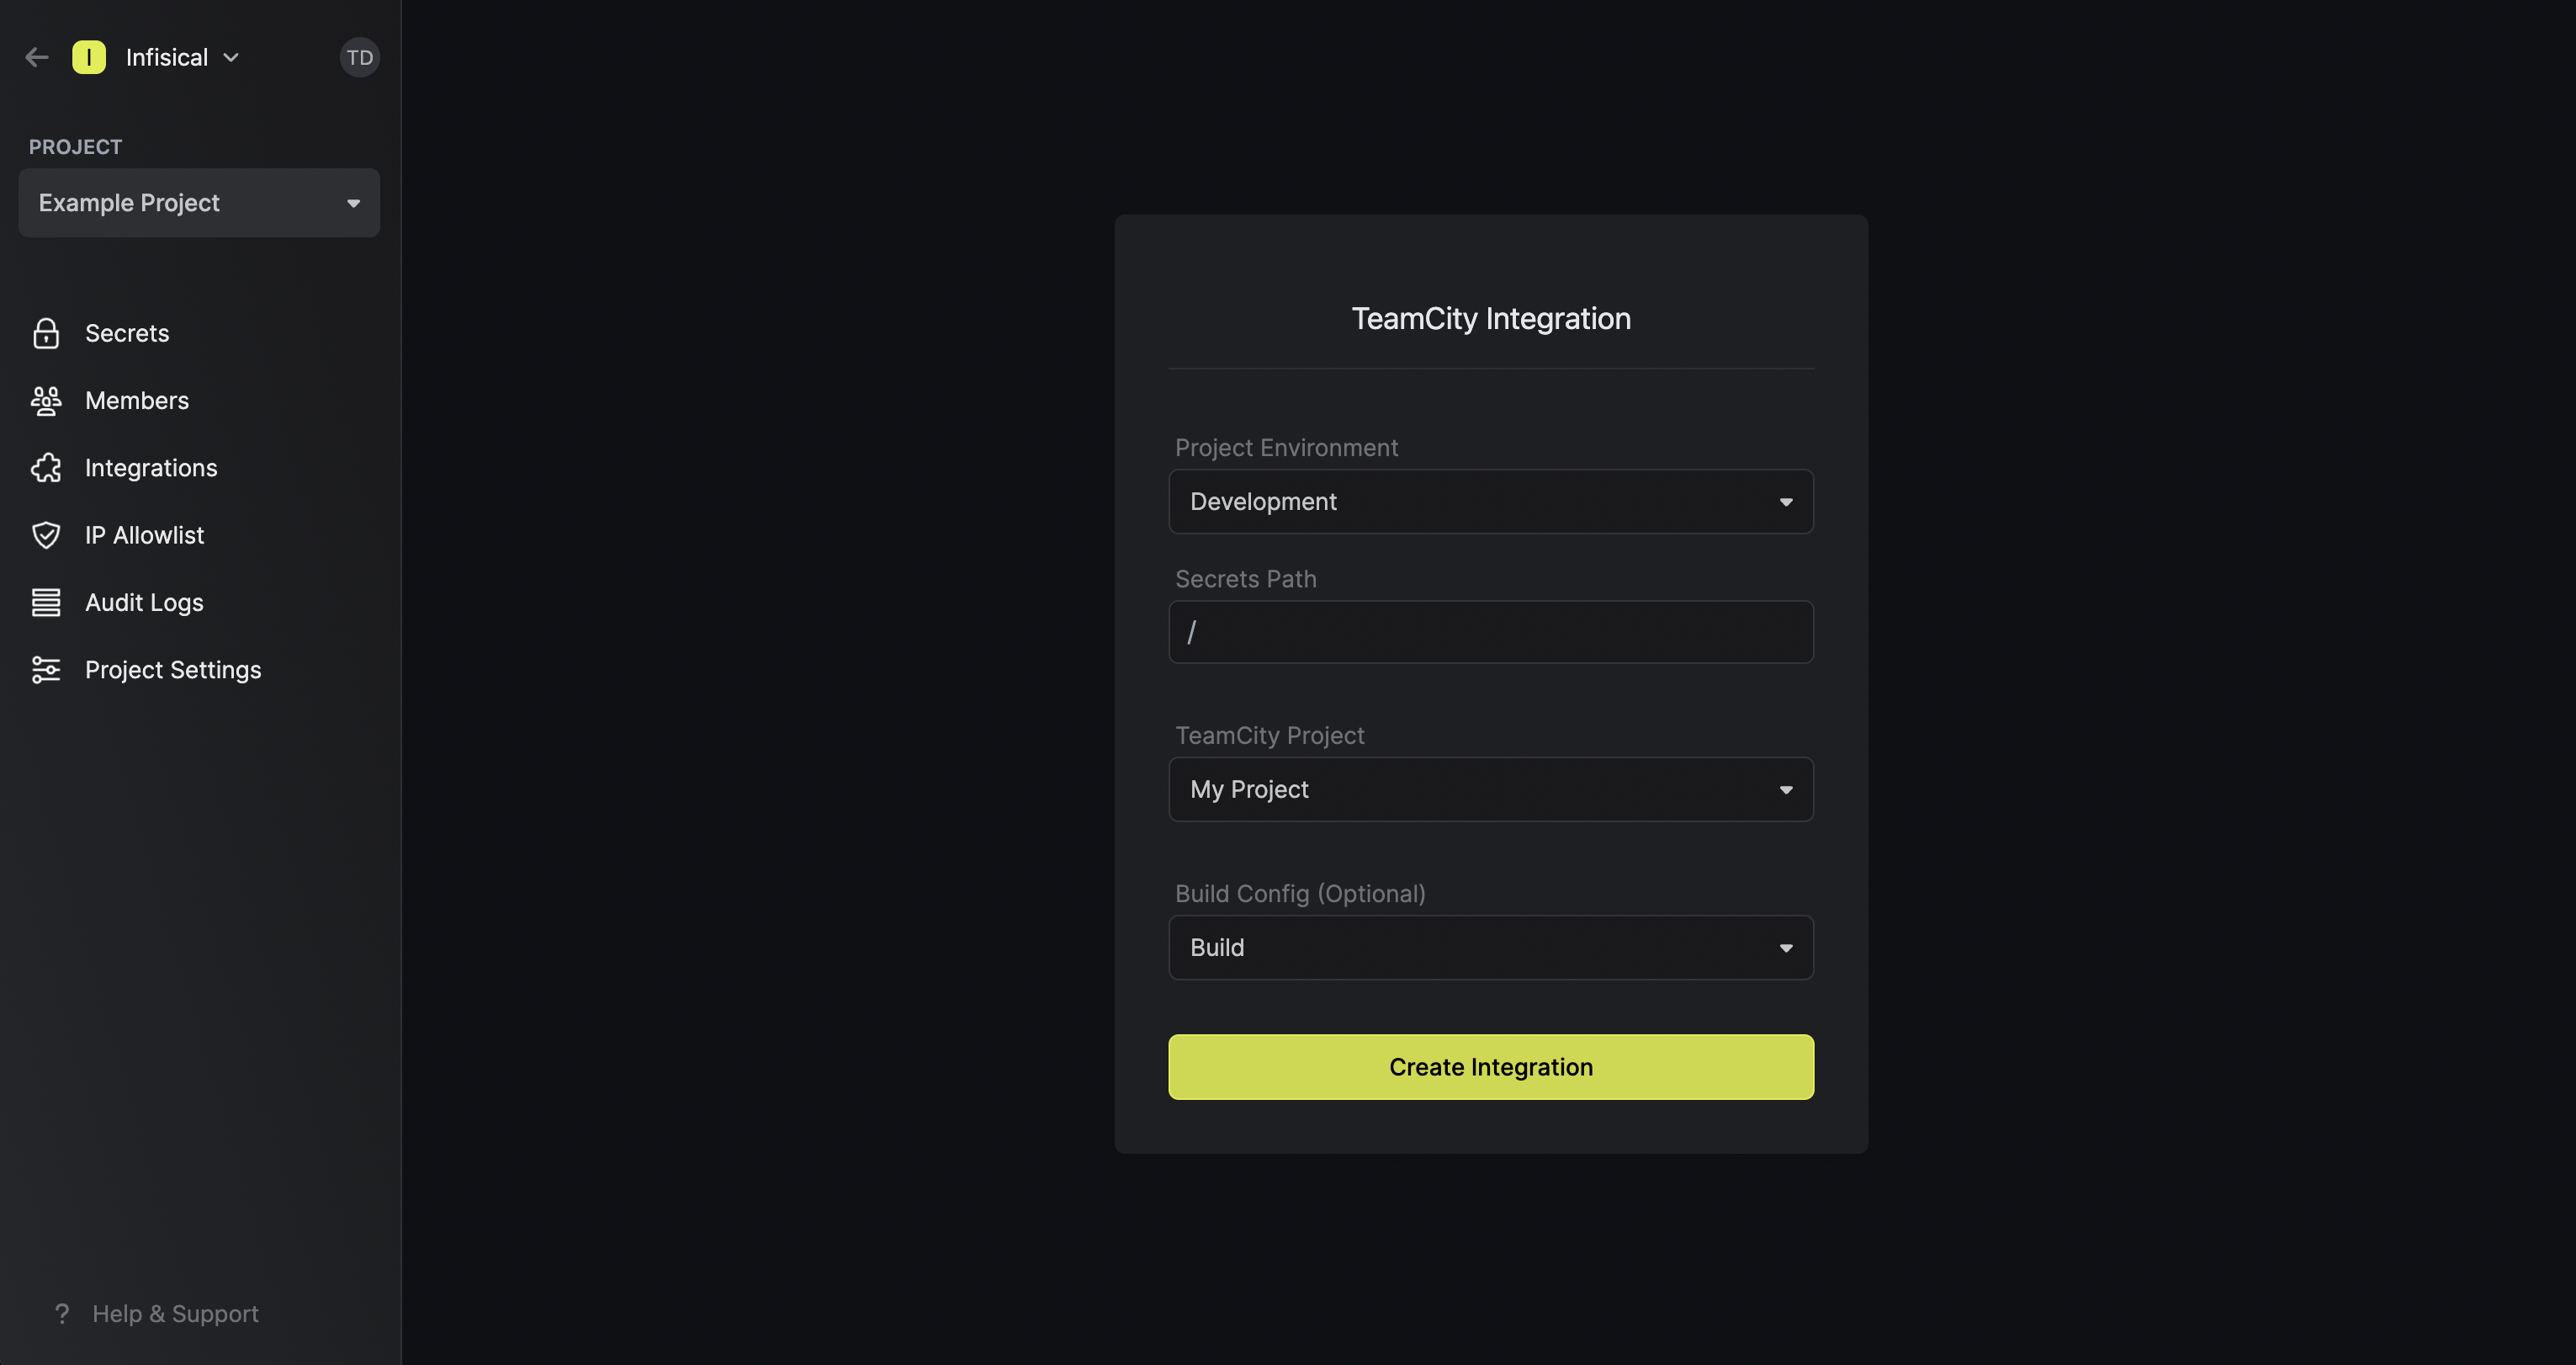 I Infisical TD
PROJECT
Example Project
Secrets
Members
Integrations
IP Allowlist
Audit Logs
Project Settings
? Help & Support
TeamCity Integration
Project Environment
Development
Secrets Path
/
TeamCity Project
My Project
Build Config (Optional)
Build
Create Integration